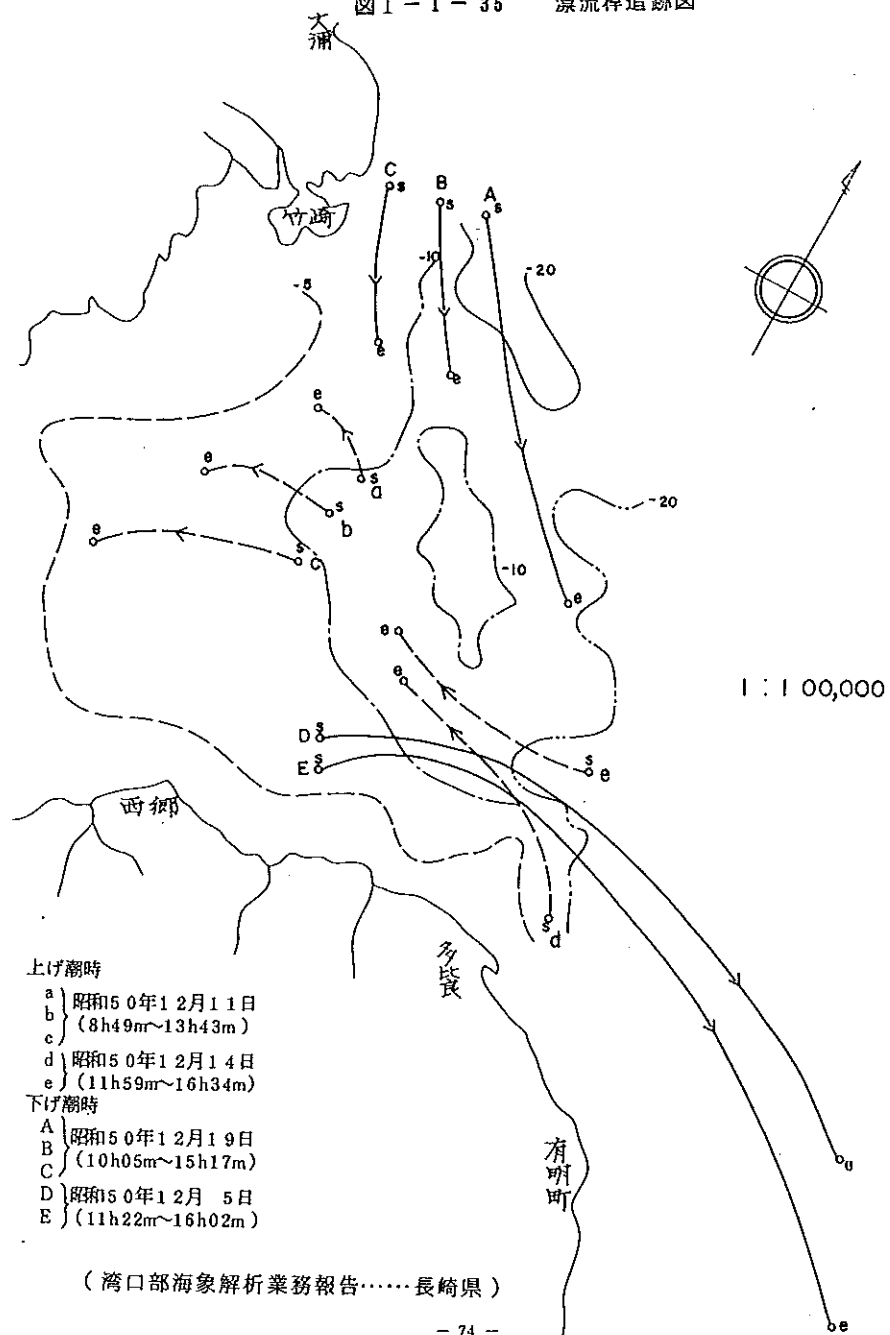 図1－1－35　漂流桿追跡図
大浦
竹崎
C s
B s
A s
-10
-20
-5
e
e
e
s a
e
s b
-20
e
s c
-10
e
e
e
1:100,000
D s
E s
s e
西郷
s d
多比良
上げ潮時
a
b
c
昭和50年12月11日
(8h49m～13h43m)
d
e
昭和50年12月14日
(11h59m～16h34m)
下げ潮時
A
B
C
昭和50年12月19日
(10h05m～15h17m)
D
E
昭和50年12月 5日
(11h22m～16h02m)
有明町
e
e
(湾口部海象解析業務報告……長崎県)
－74－